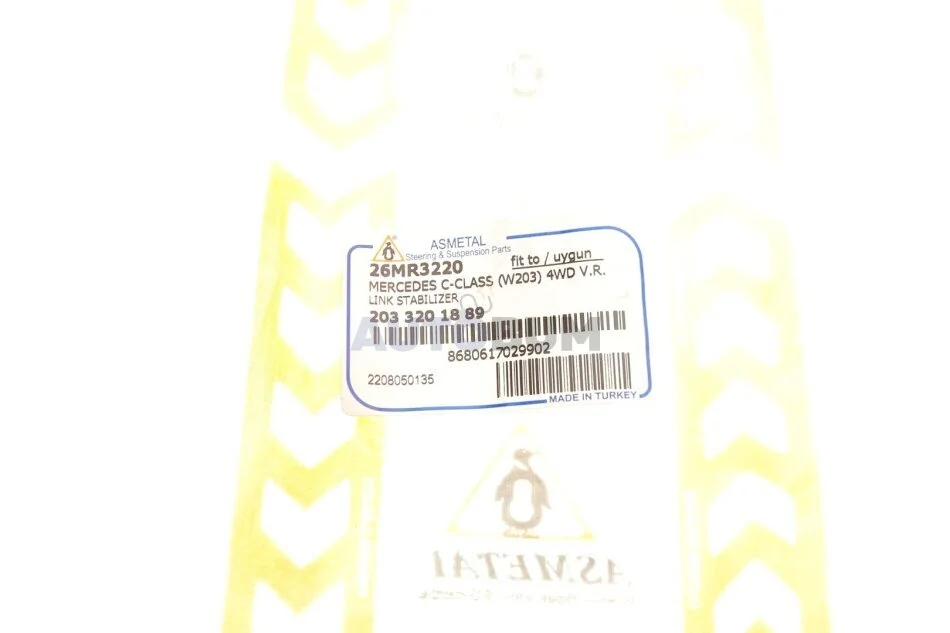 ASMETAL
Steering & Suspension Parts
26MR3220
fit to / uygun
MERCEDES C-CLASS (W203) 4WD V.R.
LINK STABILIZER
203 320 18 89
AUTODOM
8680617029902
2208050135
MADE IN TURKEY
ASMETAL